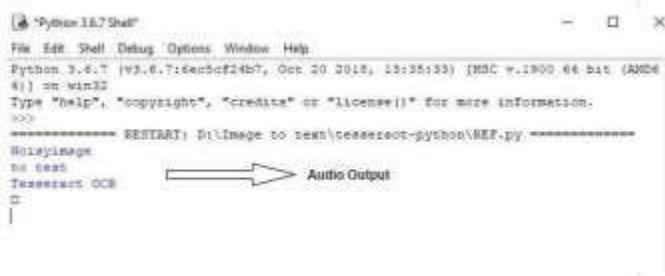 *Python 3.6.7 Shell*
File Edit Shell Debug Options Window Help
Python 3.6.7 (v3.6.7:6ec5cf24b7, Oct 20 2018, 13:35:33) [MSC v.1900 64 bit (AMD6
4)] on win32
Type "help", "copyright", "credits" or "license()" for more information.
>>>
============= RESTART: D:\Image to text\tesseract-python\REF.py =============
Noisyimage
to text
Tesseract OCR
Audio Output